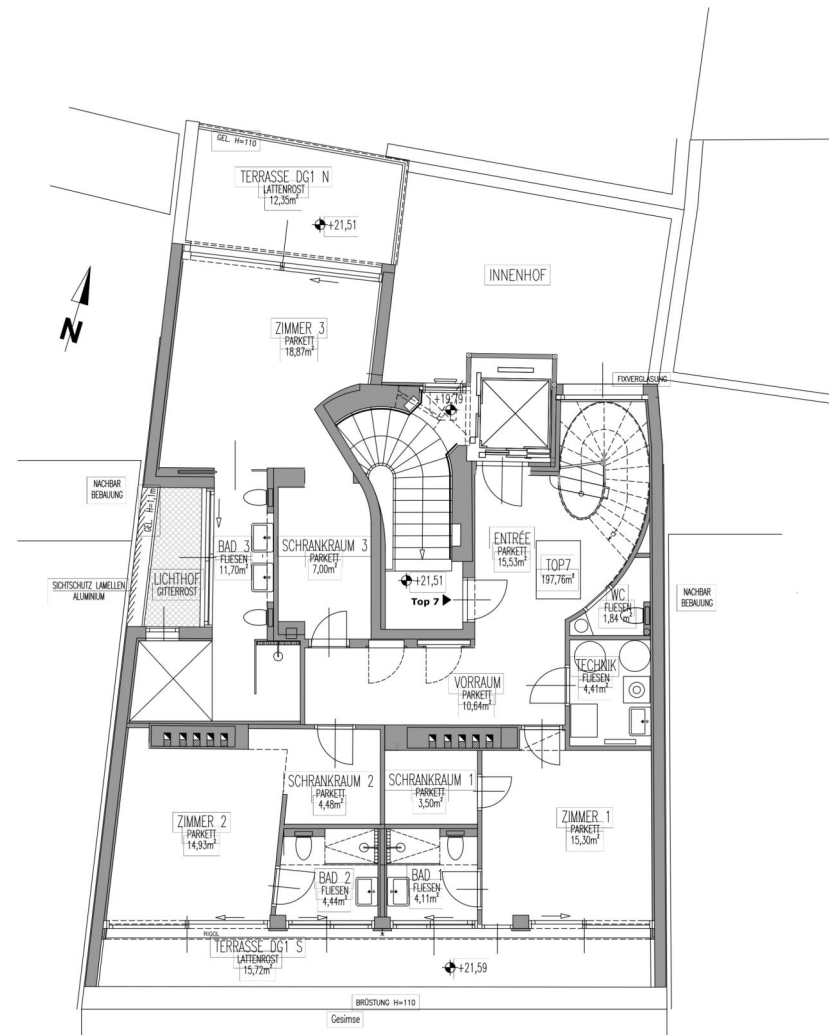 GEL. H=110
TERRASSE DG1 N
LATTENROST
12,35m²
+21,51
INNENHOF
N
ZIMMER 3
PARKETT
18,87m²
FIXVERGLASUNG
+19,79
NACHBAR
BEBAUUNG
GEL. H=1,1m
BAD 3
FLIESEN
11,70m²
SCHRANKRAUM 3
PARKETT
7,00m²
ENTRÉE
PARKETT
15,53m²
TOP7
197,76m²
LICHTHOF
GITTERROST
SICHTSCHUTZ LAMELLEN
ALUMINIUM
+21,51
Top 7
WC
FLIESEN
1,84 m²
NACHBAR
BEBAUUNG
TECHNIK
FLIESEN
4,41m²
VORRAUM
PARKETT
10,64m²
SCHRANKRAUM 2
PARKETT
4,48m²
SCHRANKRAUM 1
PARKETT
3,50m²
ZIMMER 2
PARKETT
14,93m²
ZIMMER 1
PARKETT
15,30m²
BAD 2
FLIESEN
4,44m²
BAD 1
FLIESEN
4,11m²
RIGOL
TERRASSE DG1 S
LATTENROST
15,72m²
+21,59
BRÜSTUNG H=110
Gesimse